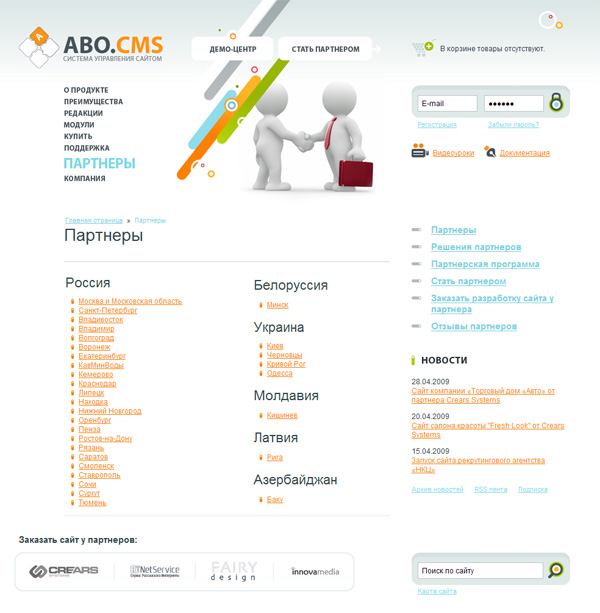 ABO.CMS
СИСТЕМА УПРАВЛЕНИЯ САЙТОМ
ДЕМО-ЦЕНТР
СТАТЬ ПАРТНЕРОМ
В корзине товары отсутствуют.
О ПРОДУКТЕ
ПРЕИМУЩЕСТВА
РЕДАКЦИИ
МОДУЛИ
КУПИТЬ
ПОДДЕРЖКА
ПАРТНЕРЫ
КОМПАНИЯ
E-mail
••••••
Регистрация
Забыли пароль?
Видеоуроки
Документация
Главная страница » Партнеры
Партнеры
Россия
Москва и Московская область
Санкт-Петербург
Владивосток
Владимир
Волгоград
Воронеж
Екатеринбург
КавМинВоды
Кемерово
Краснодар
Липецк
Находка
Нижний Новгород
Оренбург
Пенза
Ростов-на-Дону
Рязань
Саратов
Смоленск
Ставрополь
Сочи
Сургут
Тюмень
Белоруссия
Минск
Украина
Киев
Черновцы
Кривой Рог
Одесса
Молдавия
Кишинев
Латвия
Рига
Азербайджан
Баку
Партнеры
Решения партнеров
Партнерская программа
Стать партнером
Заказать разработку сайта у
партнера
Отзывы партнеров
НОВОСТИ
28.04.2009
Сайт компании «Торговый дом «Авто» от
партнера Crears Systems
20.04.2009
Сайт салона красоты "Fresh Look" от Crears
Systems
15.04.2009
Запуск сайта рекрутингового агентства
«НКЦ»
Архив новостей
RSS лента
Подписка
Заказать сайт у партнеров:
CREARS
SYSTEMS
NetService
FAIRY
design
innovamedia
Поиск по сайту
Карта сайта